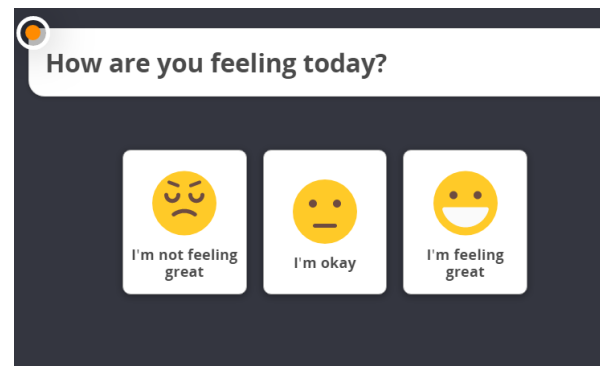 How are you feeling today?
I'm not feeling
great
I'm okay
I'm feeling
great